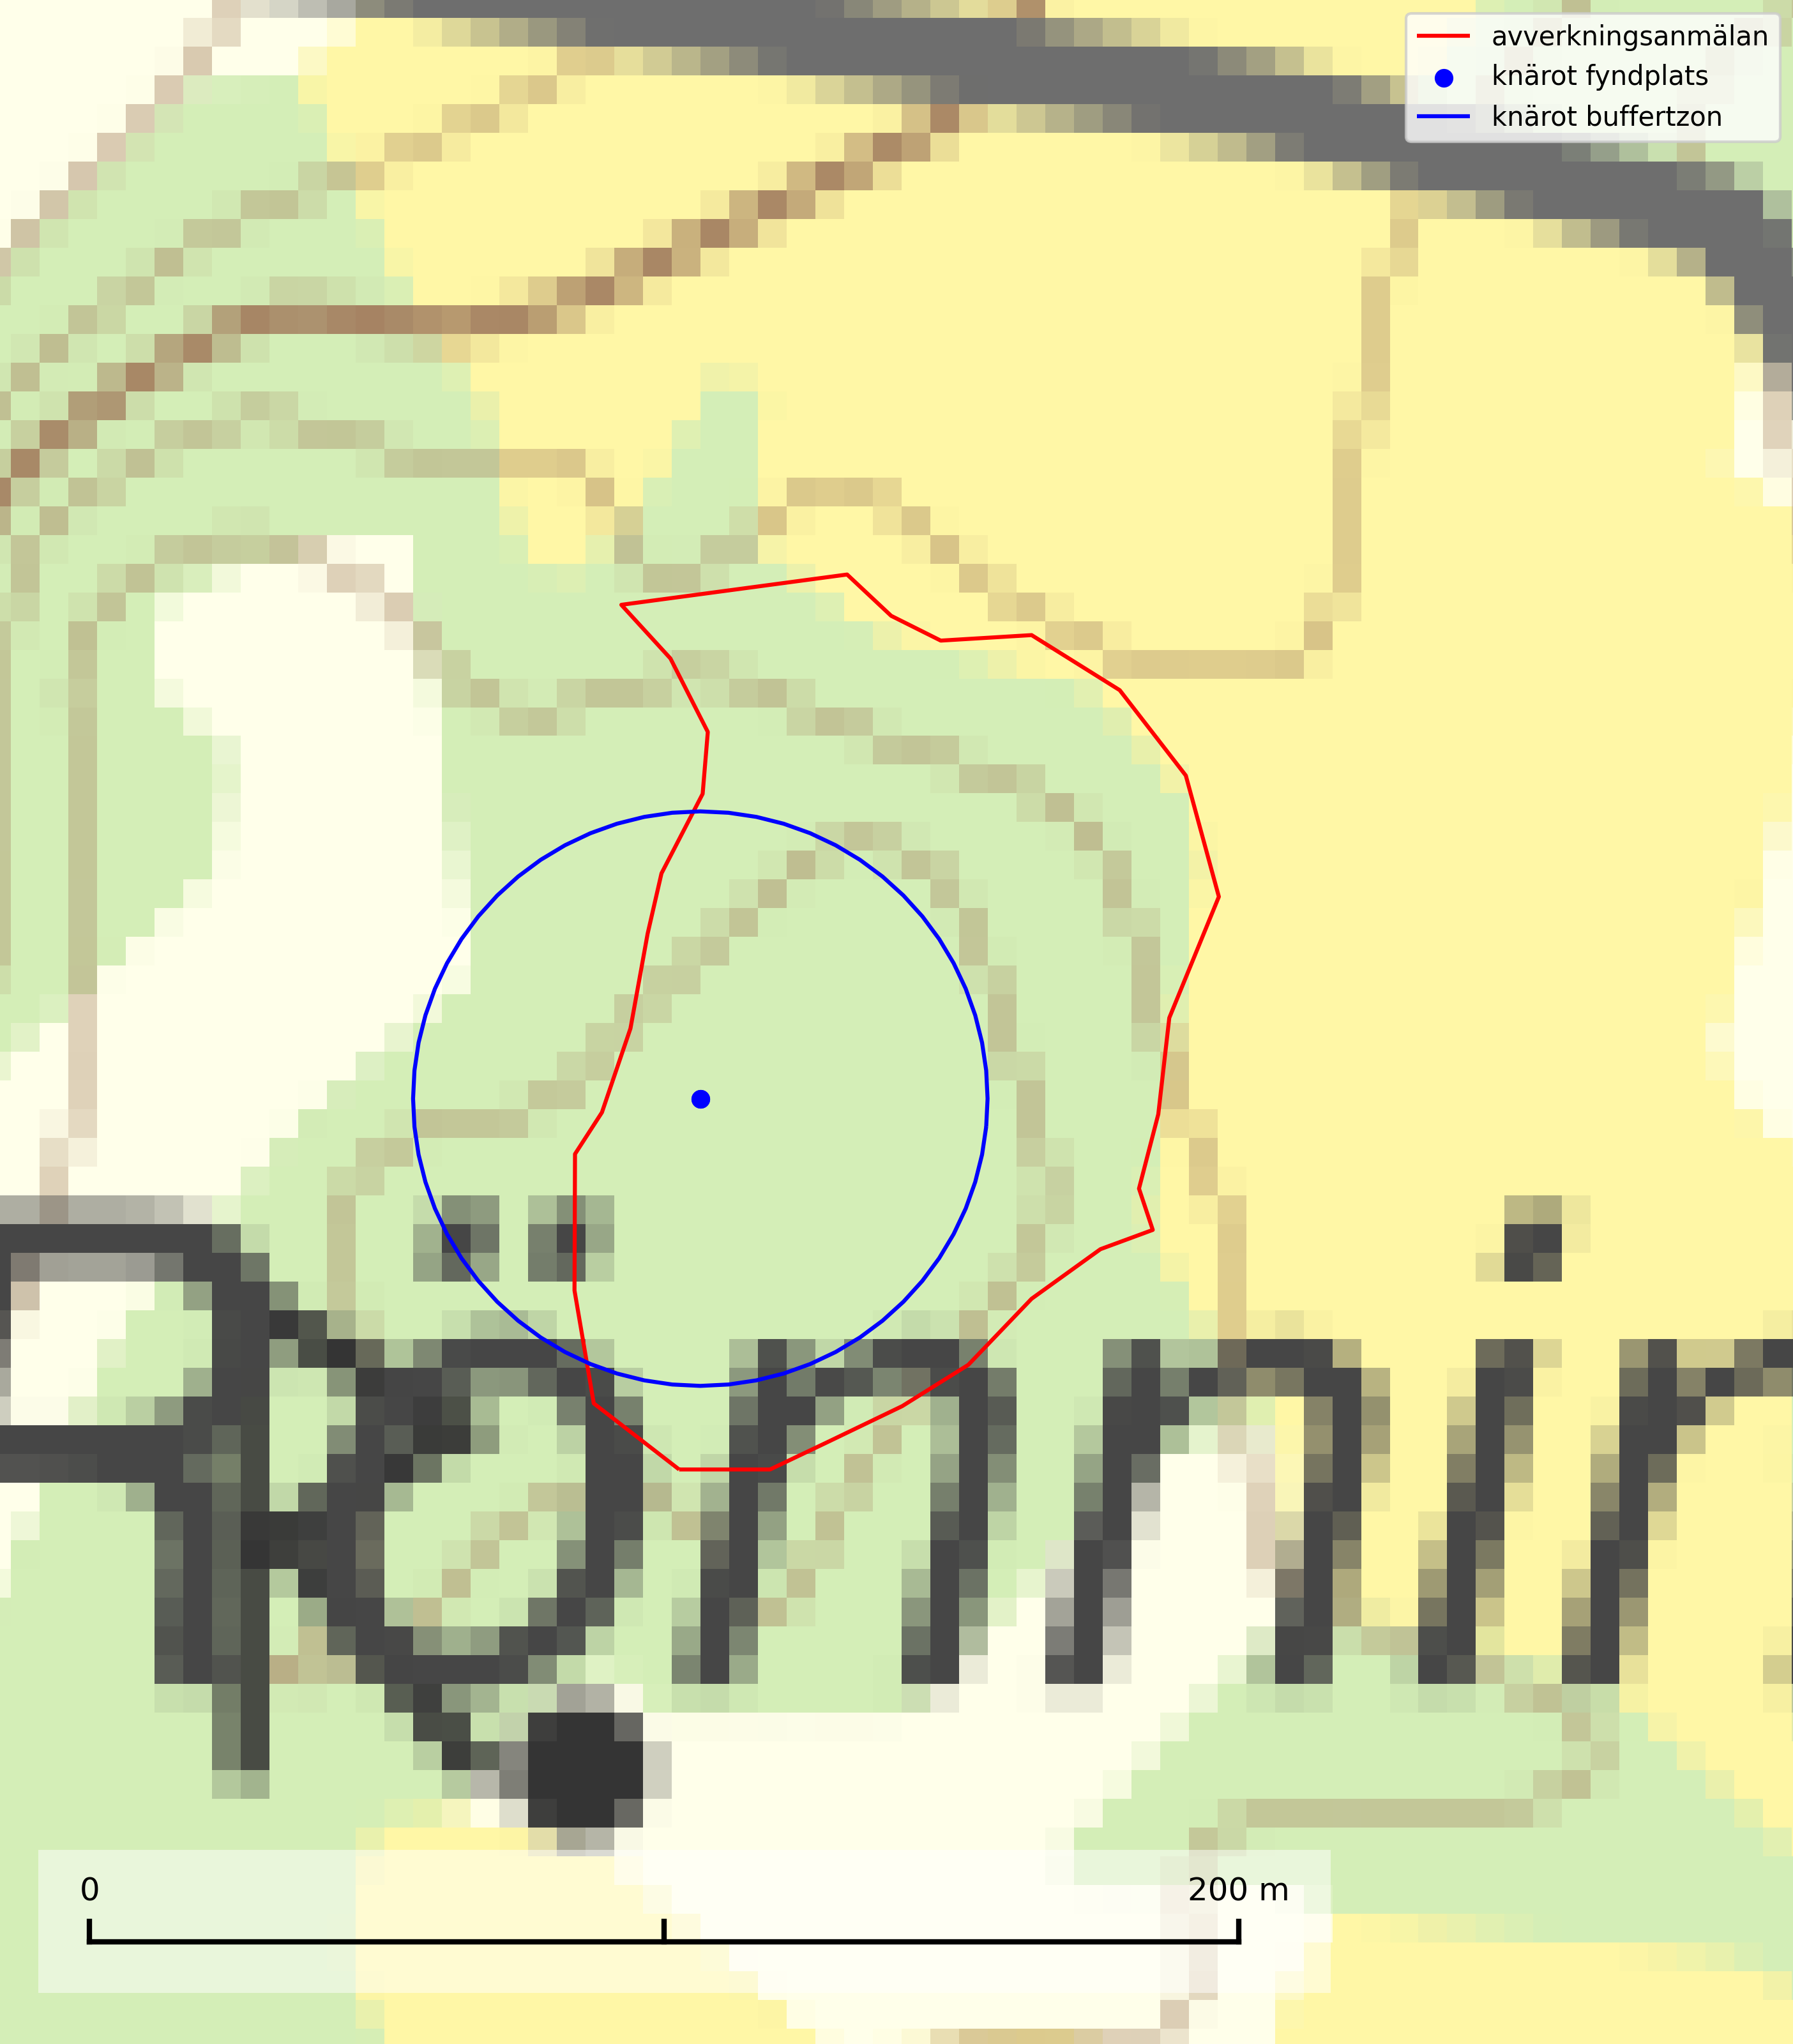 avverkningsanmälan
knärot fyndplats
knärot buffertzon
0
200 m